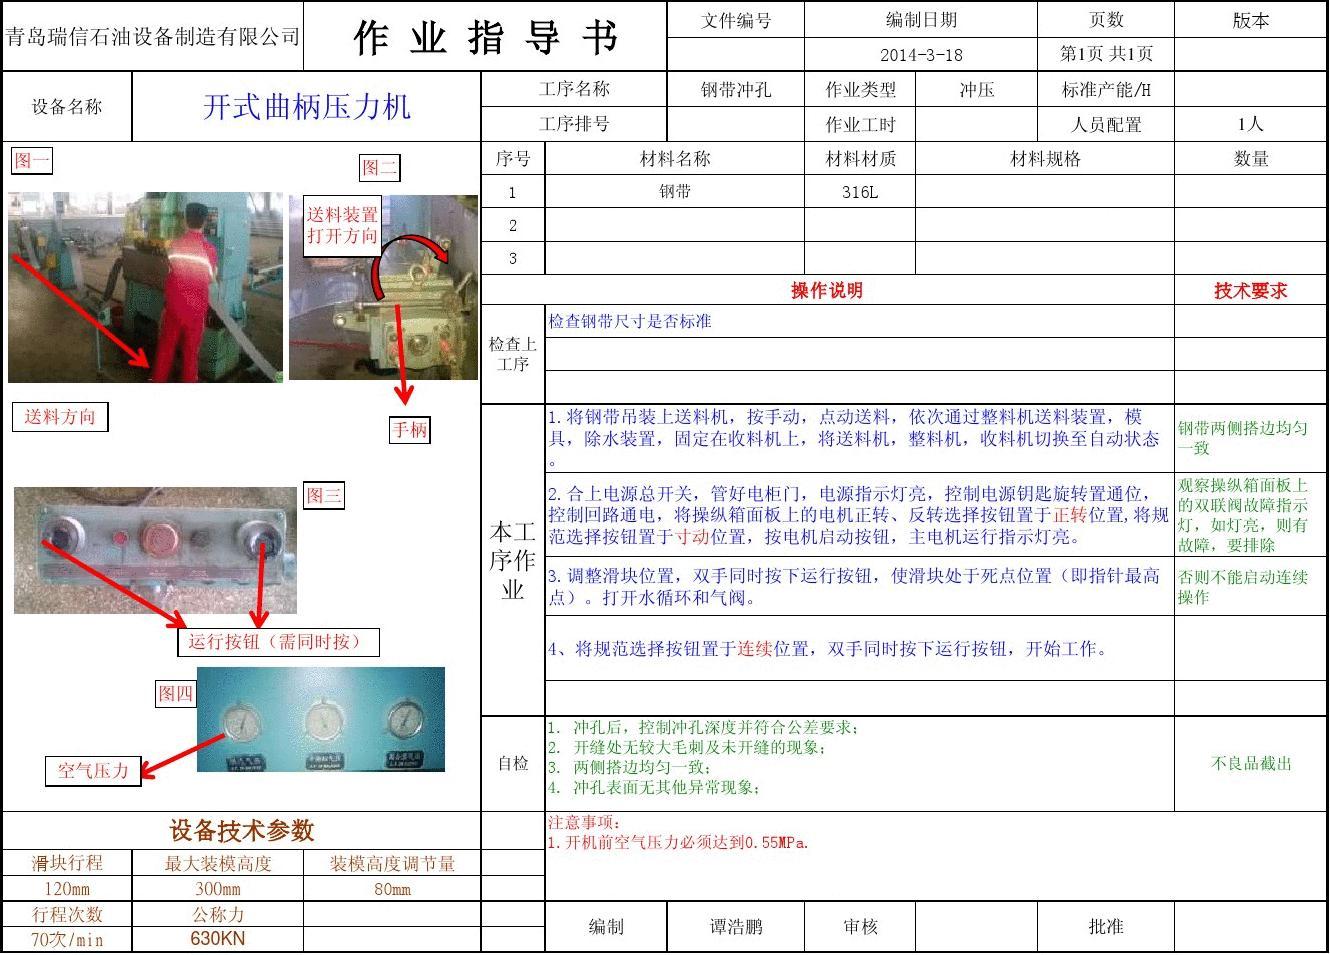 青岛瑞信石油设备制造有限公司
作业指导书
文件编号
编制日期
页数
版本
2014-3-18
第1页 共1页
设备名称
开式曲柄压力机
工序名称
钢带冲孔
作业类型
冲压
标准产能/H
工序排号
作业工时
人员配置
1人
图一
图二
送料装置
打开方向
送料方向
手柄
图三
运行按钮（需同时按）
图四
空气压力
序号
材料名称
材料材质
材料规格
数量
1
钢带
316L
2
3
操作说明
技术要求
检查上
工序
检查钢带尺寸是否标准
本工
序作
业
1.将钢带吊装上送料机，按手动，点动送料，依次通过整料机送料装置，模
具，除水装置，固定在收料机上，将送料机，整料机，收料机切换至自动状态
。
钢带两侧搭边均匀
一致
2.合上电源总开关，管好电柜门，电源指示灯亮，控制电源钥匙旋转置通位，
控制回路通电，将操纵箱面板上的电机正转、反转选择按钮置于正转位置,将规
范选择按钮置于寸动位置，按电机启动按钮，主电机运行指示灯亮。
观察操纵箱面板上
的双联阀故障指示
灯，如灯亮，则有
故障，要排除
3.调整滑块位置，双手同时按下运行按钮，使滑块处于死点位置（即指针最高
点）。打开水循环和气阀。
否则不能启动连续
操作
4、将规范选择按钮置于连续位置，双手同时按下运行按钮，开始工作。
自检
1. 冲孔后，控制冲孔深度并符合公差要求；
2. 开缝处无较大毛刺及未开缝的现象；
3. 两侧搭边均匀一致；
4. 冲孔表面无其他异常现象；
不良品截出
设备技术参数
滑块行程
最大装模高度
装模高度调节量
120mm
300mm
80mm
行程次数
公称力
70次/min
630KN
注意事项：
1.开机前空气压力必须达到0.55MPa.
编制
谭浩鹏
审核
批准